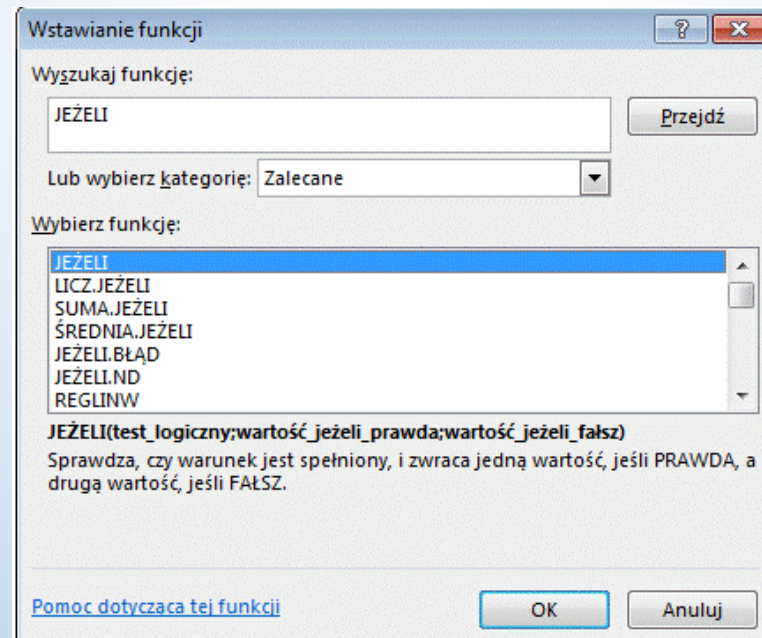 Wstawianie funkcji
Wyszukaj funkcję:
JEŻELI
Przejdź
Lub wybierz kategorię: Zalecane
Wybierz funkcję:
JEŻELI
LICZ.JEŻELI
SUMA.JEŻELI
ŚREDNIA.JEŻELI
JEŻELI.BŁĄD
JEŻELI.ND
REGLINW
JEŻELI(test_logiczny;wartość_jeżeli_prawda;wartość_jeżeli_fałsz)
Sprawdza, czy warunek jest spełniony, i zwraca jedną wartość, jeśli PRAWDA, a
drugą wartość, jeśli FAŁSZ.
Pomoc dotycząca tej funkcji
OK
Anuluj